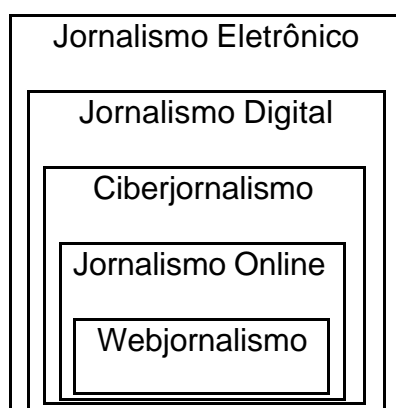 Jornalismo Eletrônico
Jornalismo Digital
Ciberjornalismo
Jornalismo Online
Webjornalismo